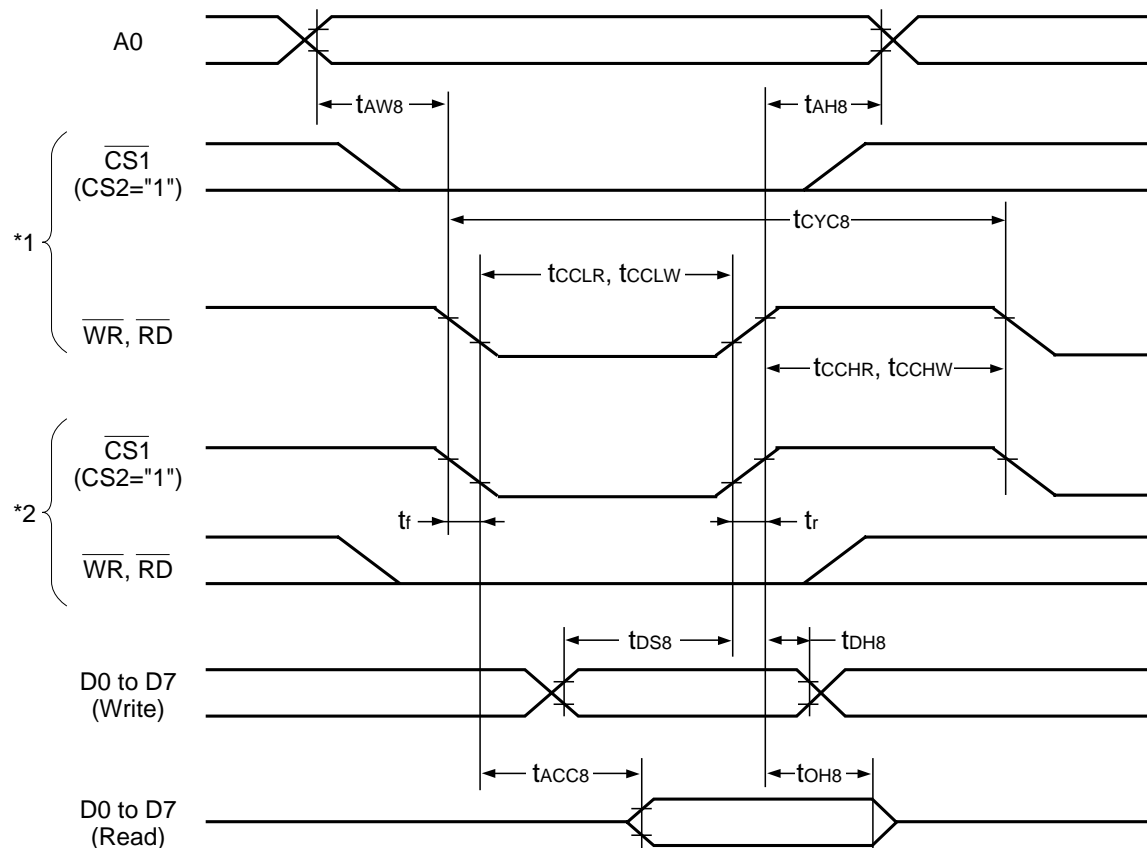 A0
tAW8
tAH8
CS1
(CS2="1")
tCYC8
*1
tCCLR, tCCLW
WR, RD
tCCHR, tCCHW
CS1
(CS2="1")
*2
tf
tr
WR, RD
tDS8
tDH8
D0 to D7
(Write)
tACC8
tOH8
D0 to D7
(Read)